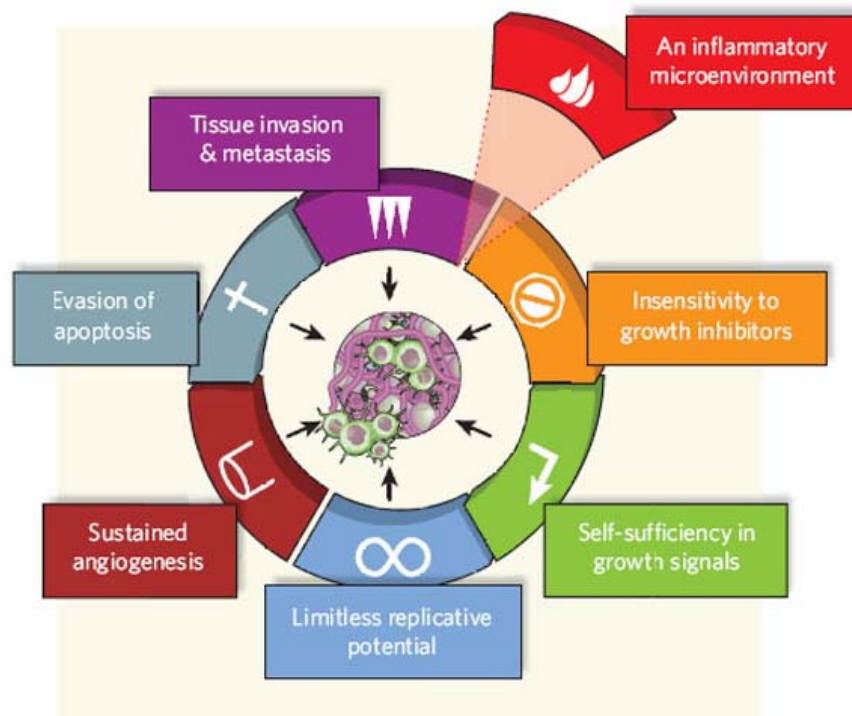 An inflammatory
microenvironment
Tissue invasion
& metastasis
Evasion of
apoptosis
Insensitivity to
growth inhibitors
Sustained
angiogenesis
Self-sufficiency in
growth signals
Limitless replicative
potential